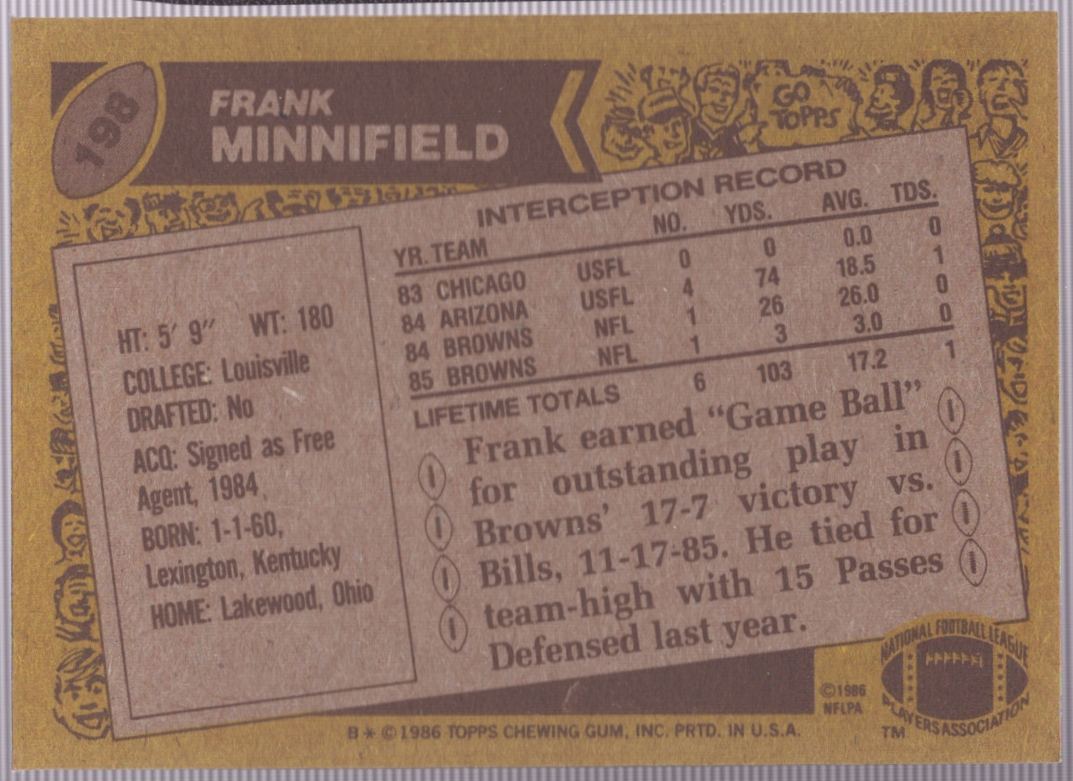 198
FRANK
MINNIFIELD
GO
TOPPS
INTERCEPTION RECORD
YR. TEAM NO. YDS. AVG. TDS.
83 CHICAGO USFL 0 0 0.0 0
84 ARIZONA USFL 4 74 18.5 1
84 BROWNS NFL 1 26 26.0 0
85 BROWNS NFL 1 3 3.0 0
LIFETIME TOTALS 6 103 17.2 1
HT: 5′ 9″ WT: 180
COLLEGE: Louisville
DRAFTED: No
ACQ: Signed as Free
Agent, 1984
BORN: 1-1-60,
Lexington, Kentucky
HOME: Lakewood, Ohio
Frank earned “Game Ball”
for outstanding play in
Browns’ 17-7 victory vs.
Bills, 11-17-85. He tied for
team-high with 15 Passes
Defensed last year.
©1986
NFLPA
NATIONAL FOOTBALL LEAGUE
PLAYERS ASSOCIATION
TM
B* ©1986 TOPPS CHEWING GUM, INC. PRTD. IN U.S.A.